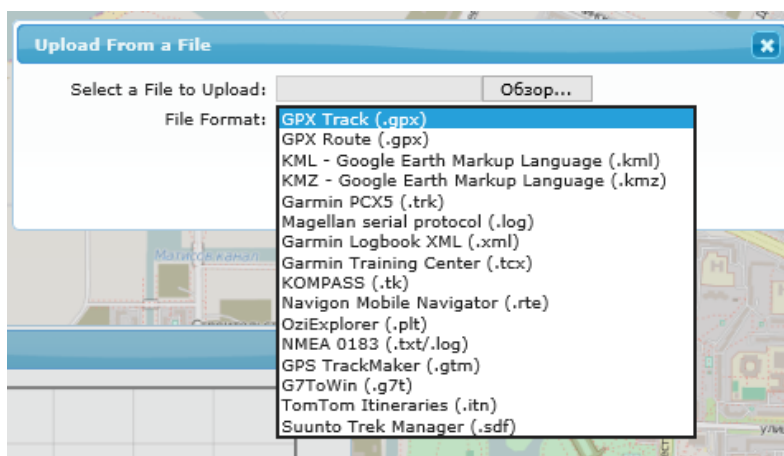 Upload From a File
Select a File to Upload: Обзор...
File Format:
GPX Track (.gpx)
GPX Route (.gpx)
KML - Google Earth Markup Language (.kml)
KMZ - Google Earth Markup Language (.kmz)
Garmin PCX5 (.trk)
Magellan serial protocol (.log)
Garmin Logbook XML (.xml)
Garmin Training Center (.tcx)
KOMPASS (.tk)
Navigon Mobile Navigator (.rte)
OziExplorer (.plt)
NMEA 0183 (.txt/.log)
GPS TrackMaker (.gtm)
G7ToWin (.g7t)
TomTom Itineraries (.itn)
Suunto Trek Manager (.sdf)
Матисов канал